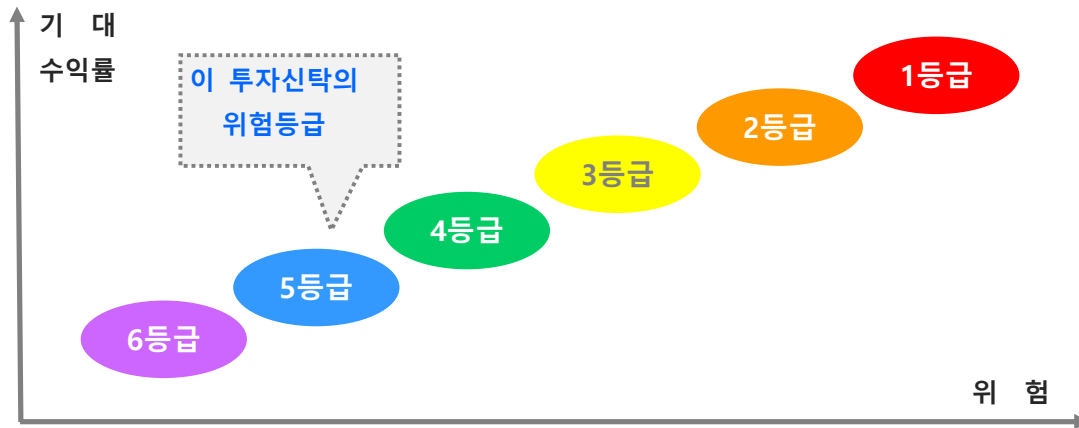 기 대
수익률
이 투자신탁의
위험등급
1등급
2등급
3등급
4등급
5등급
6등급
위 험